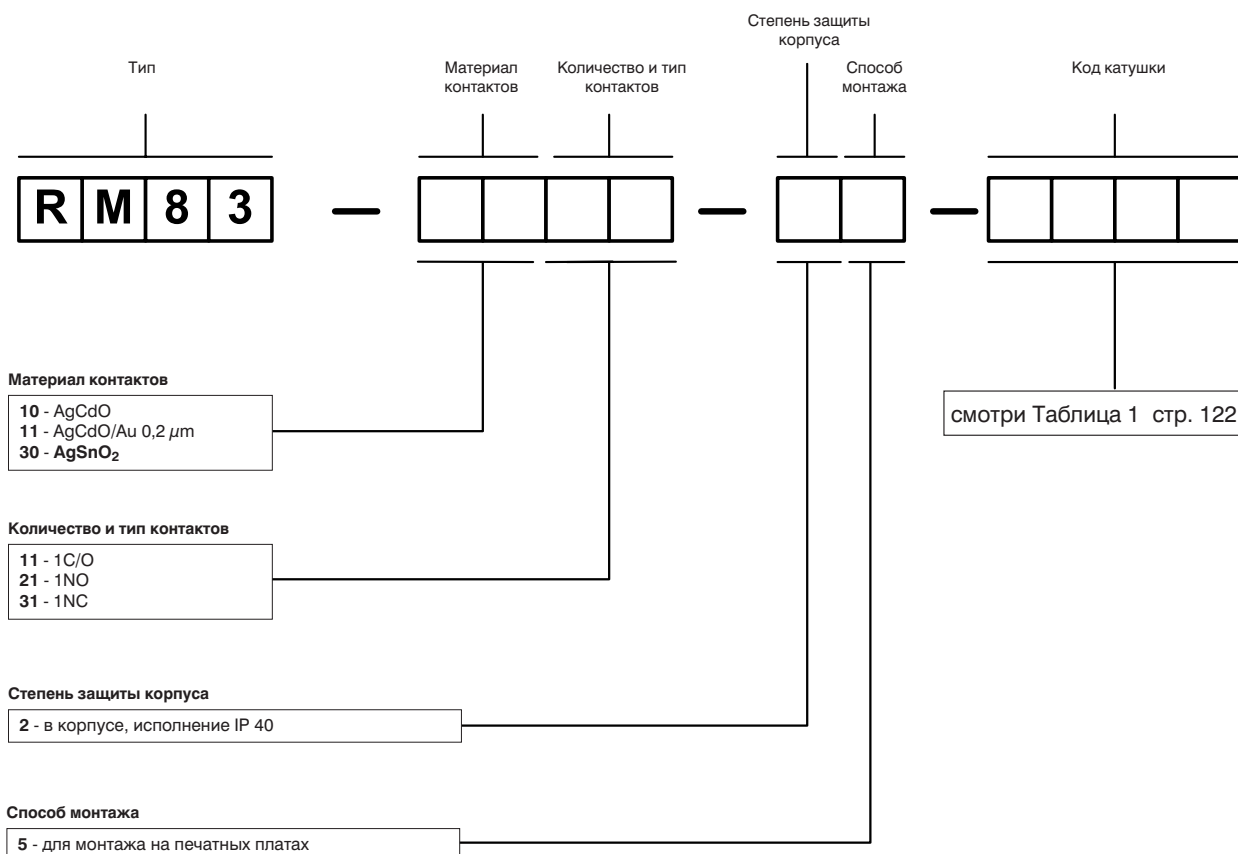 Степень защиты
корпуса
Тип
Материал
контактов
Количество и тип
контактов
Способ
монтажа
Код катушки
R M 8 3 — — —
Материал контактов
10 - AgCdO
11 - AgCdO/Au 0,2 μm
30 - AgSnO₂
смотри Таблица 1 стр. 122
Количество и тип контактов
11 - 1C/O
21 - 1NO
31 - 1NC
Степень защиты корпуса
2 - в корпусе, исполнение IP 40
Способ монтажа
5 - для монтажа на печатных платах